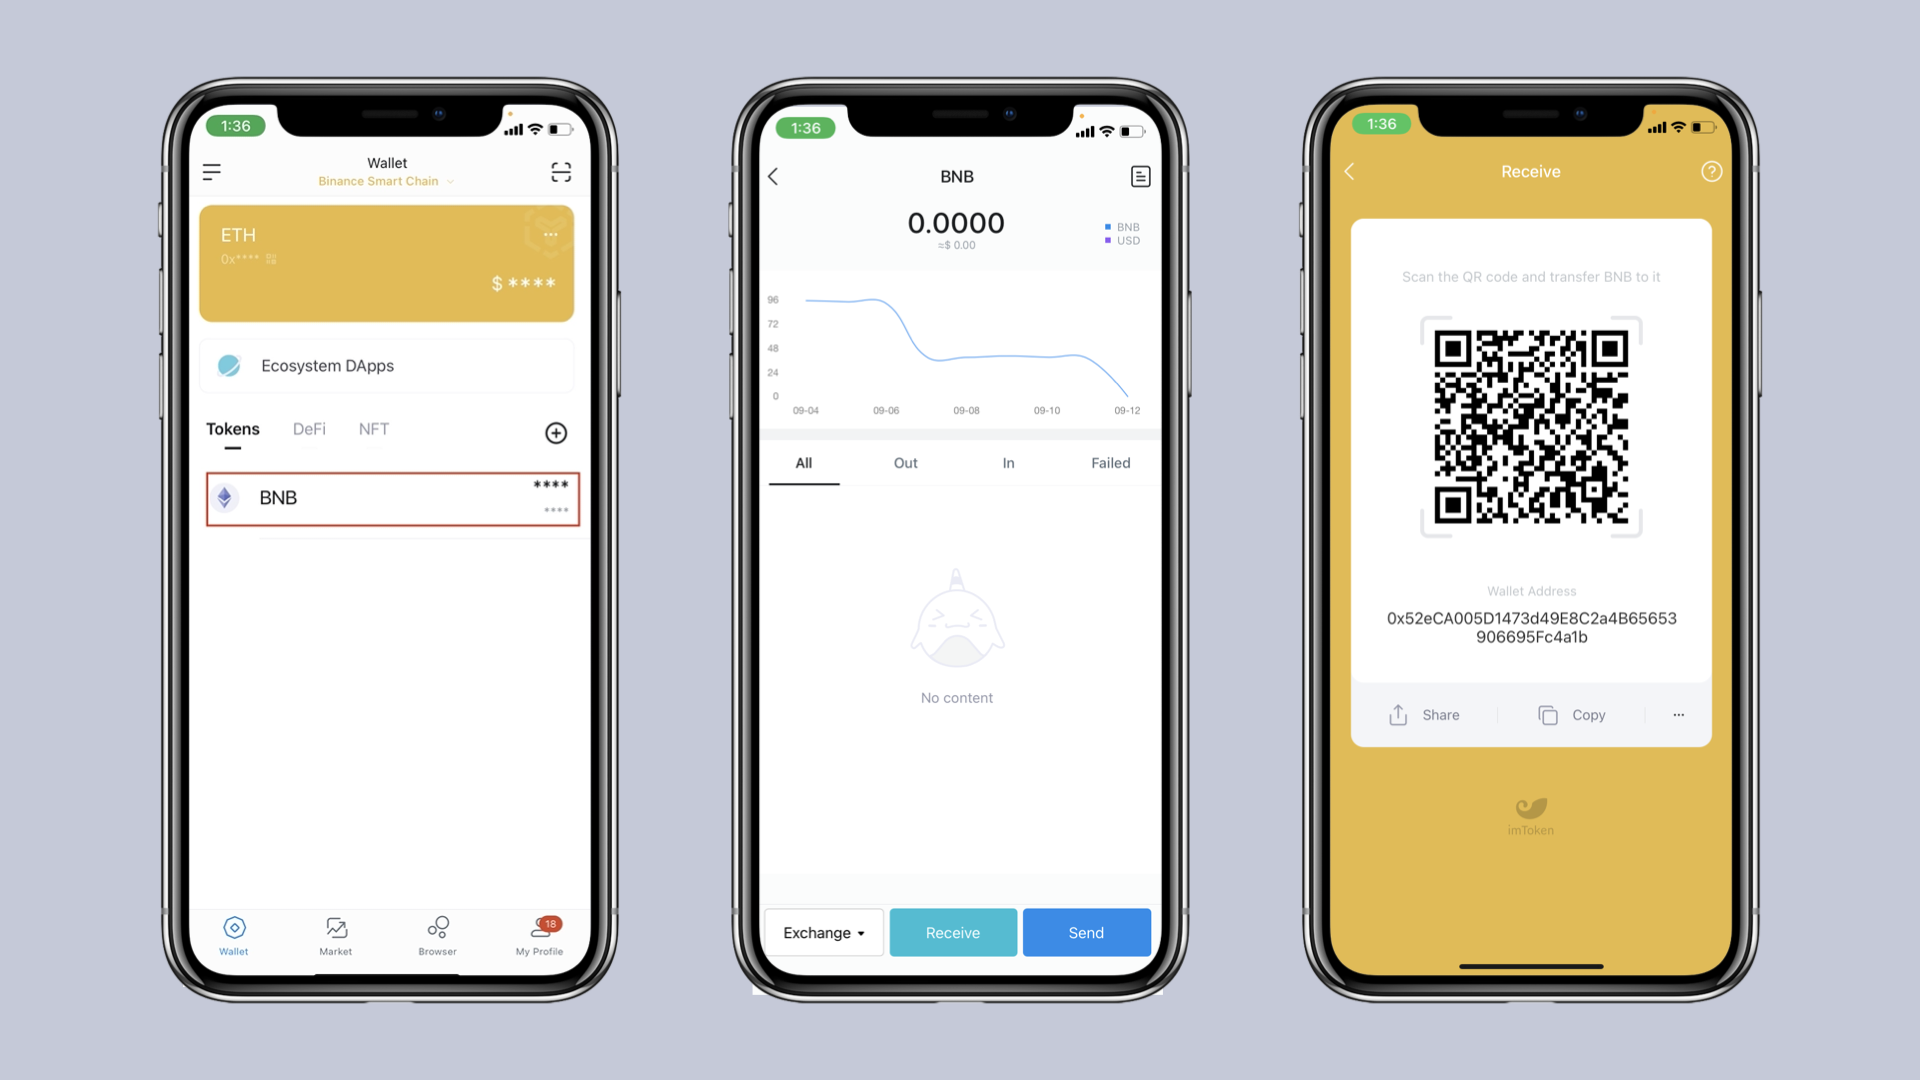 1:36
Wallet
Binance Smart Chain
ETH
0x****
$ ****
Ecosystem DApps
Tokens DeFi NFT
BNB ****
****
18
Wallet Market Browser My Profile
1:36
BNB
0.0000
≈$ 0.00
BNB
USD
96
72
48
24
0
09-04 09-06 09-08 09-10 09-12
All Out In Failed
No content
Exchange Receive Send
1:36
Receive
Scan the QR code and transfer BNB to it
Wallet Address
0x52eCA005D1473d49E8C2a4B65653
906695Fc4a1b
Share Copy ...
imToken